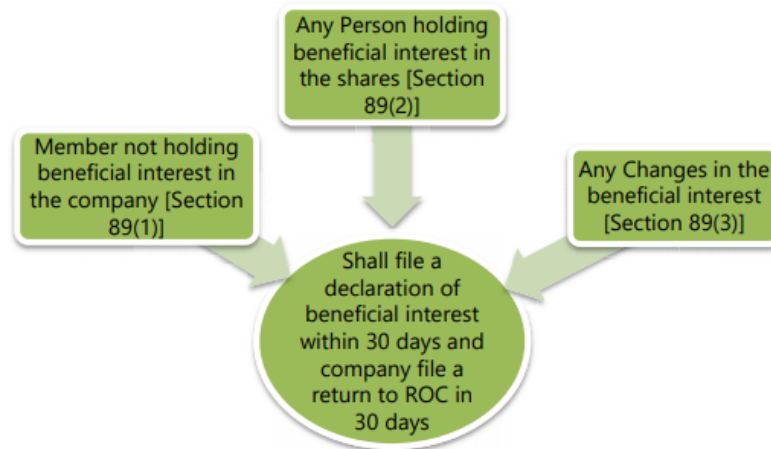 Any Person holding
beneficial interest in
the shares [Section
89(2)]
Member not holding
beneficial interest in
the company [Section
89(1)]
Any Changes in the
beneficial interest
[Section 89(3)]
Shall file a
declaration of
beneficial interest
within 30 days and
company file a
return to ROC in
30 days